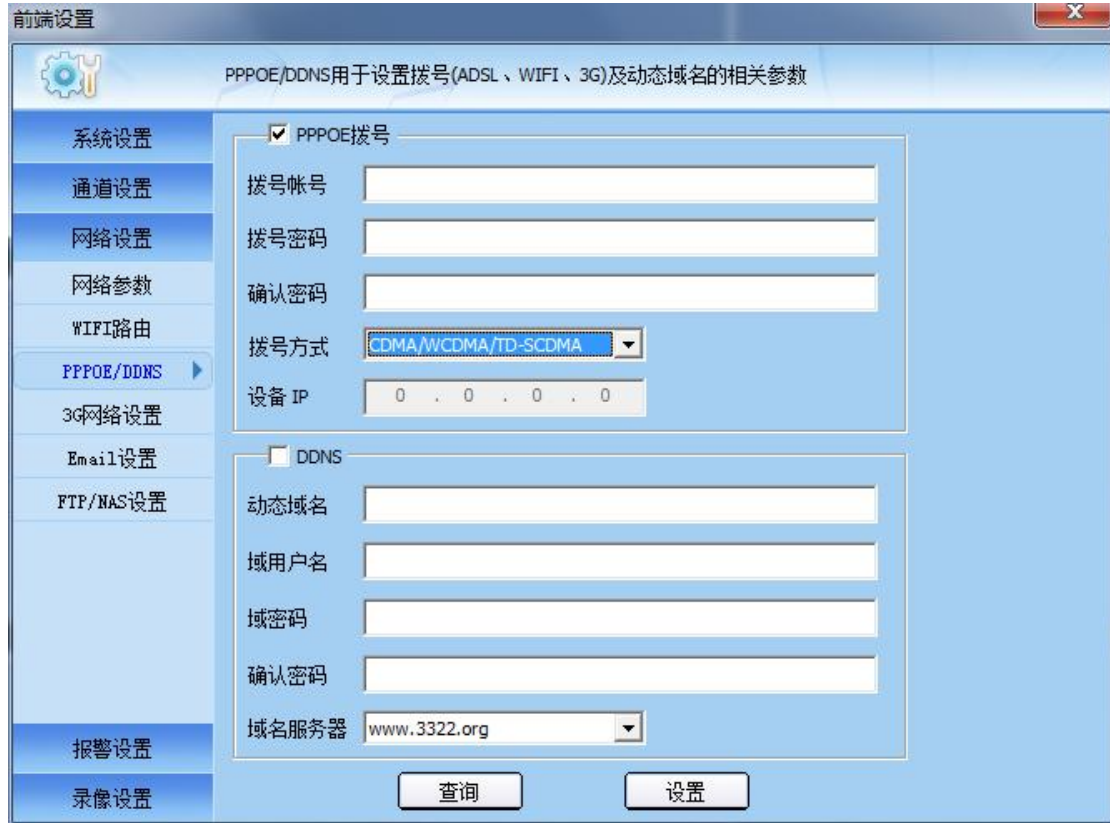 前端设置
PPPOE/DDNS用于设置拨号(ADSL、WIFI、3G)及动态域名的相关参数
系统设置
通道设置
网络设置
网络参数
WIFI路由
PPPOE/DDNS
3G网络设置
Email设置
FTP/NAS设置
报警设置
录像设置
PPPOE拨号
拨号帐号
拨号密码
确认密码
拨号方式 CDMA/WCDMA/TD-SCDMA
设备 IP 0 . 0 . 0 . 0
DDNS
动态域名
域用户名
域密码
确认密码
域名服务器 www.3322.org
查询 设置